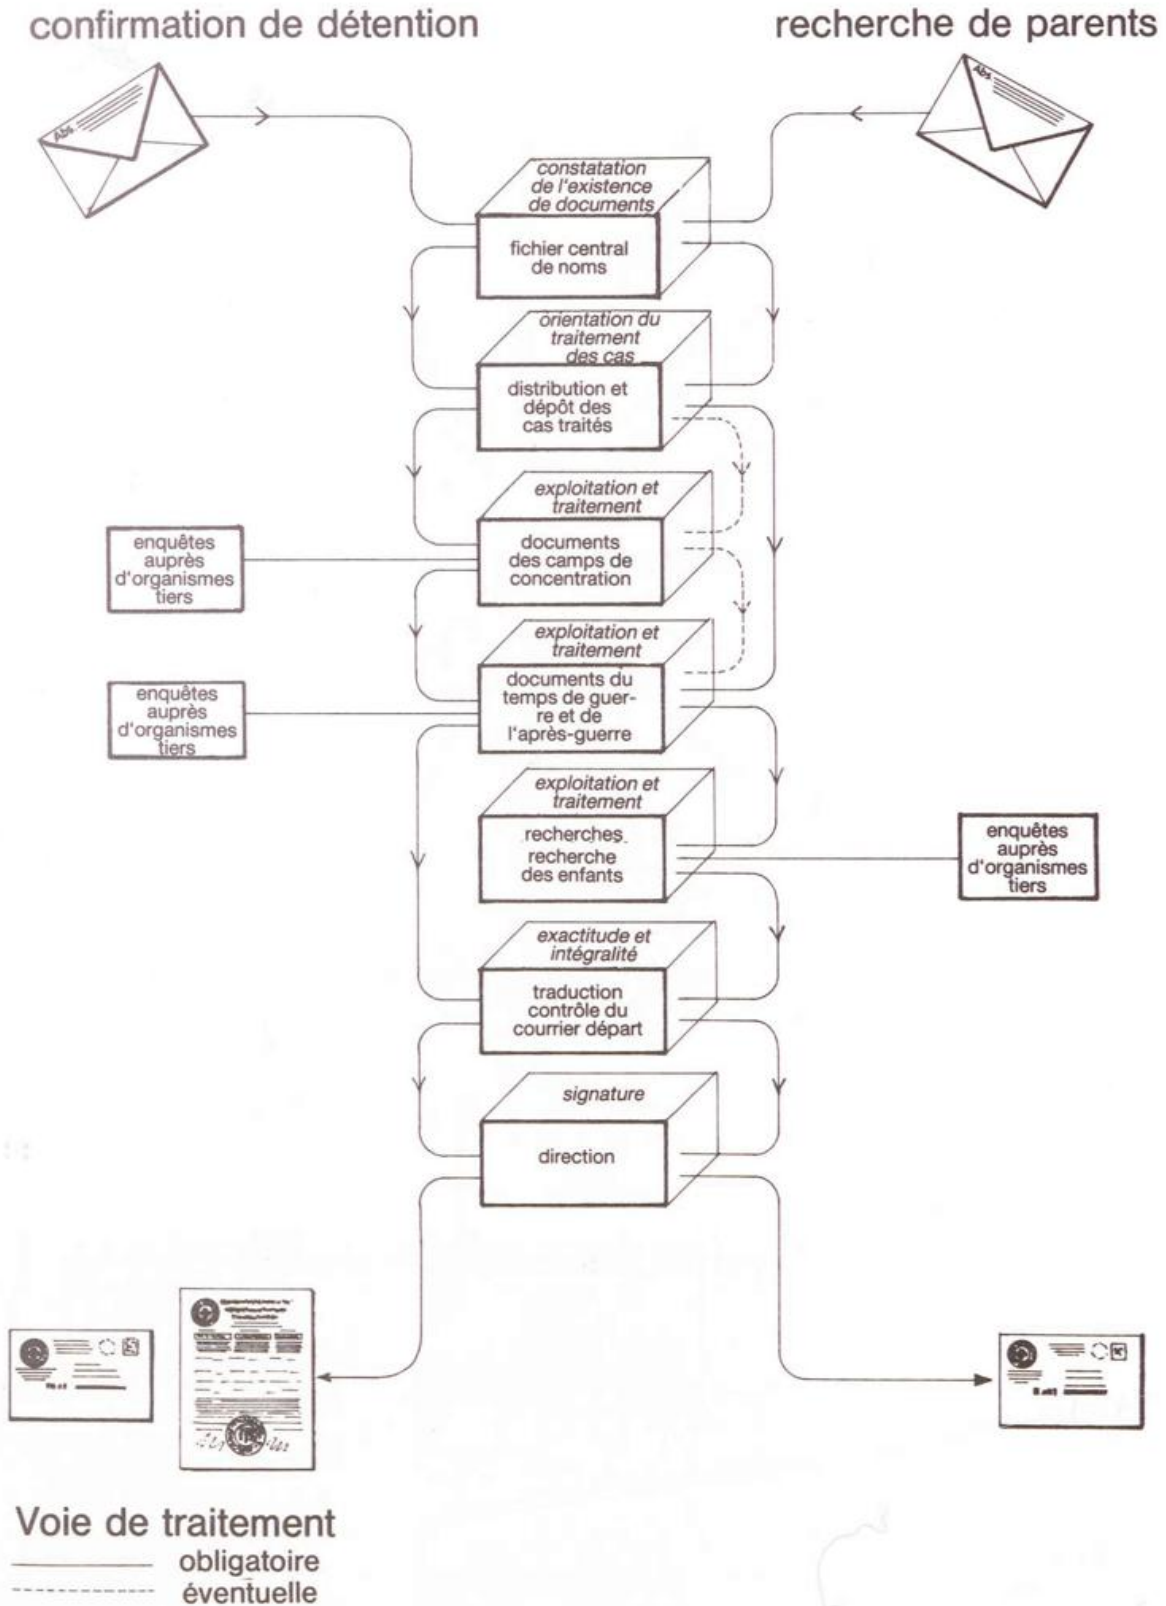 confirmation de détention
recherche de parents
Abs
Abs
constatation
de l'existence
de documents
fichier central
de noms
orientation du
traitement
des cas
distribution et
dépôt des
cas traités
exploitation et
traitement
documents
des camps de
concentration
enquêtes
auprès
d'organismes
tiers
exploitation et
traitement
documents du
temps de guer-
re et de
l'après-guerre
enquêtes
auprès
d'organismes
tiers
exploitation et
traitement
recherches
recherche
des enfants
enquêtes
auprès
d'organismes
tiers
exactitude et
intégralité
traduction
contrôle du
courrier départ
signature
direction
Voie de traitement
obligatoire
éventuelle